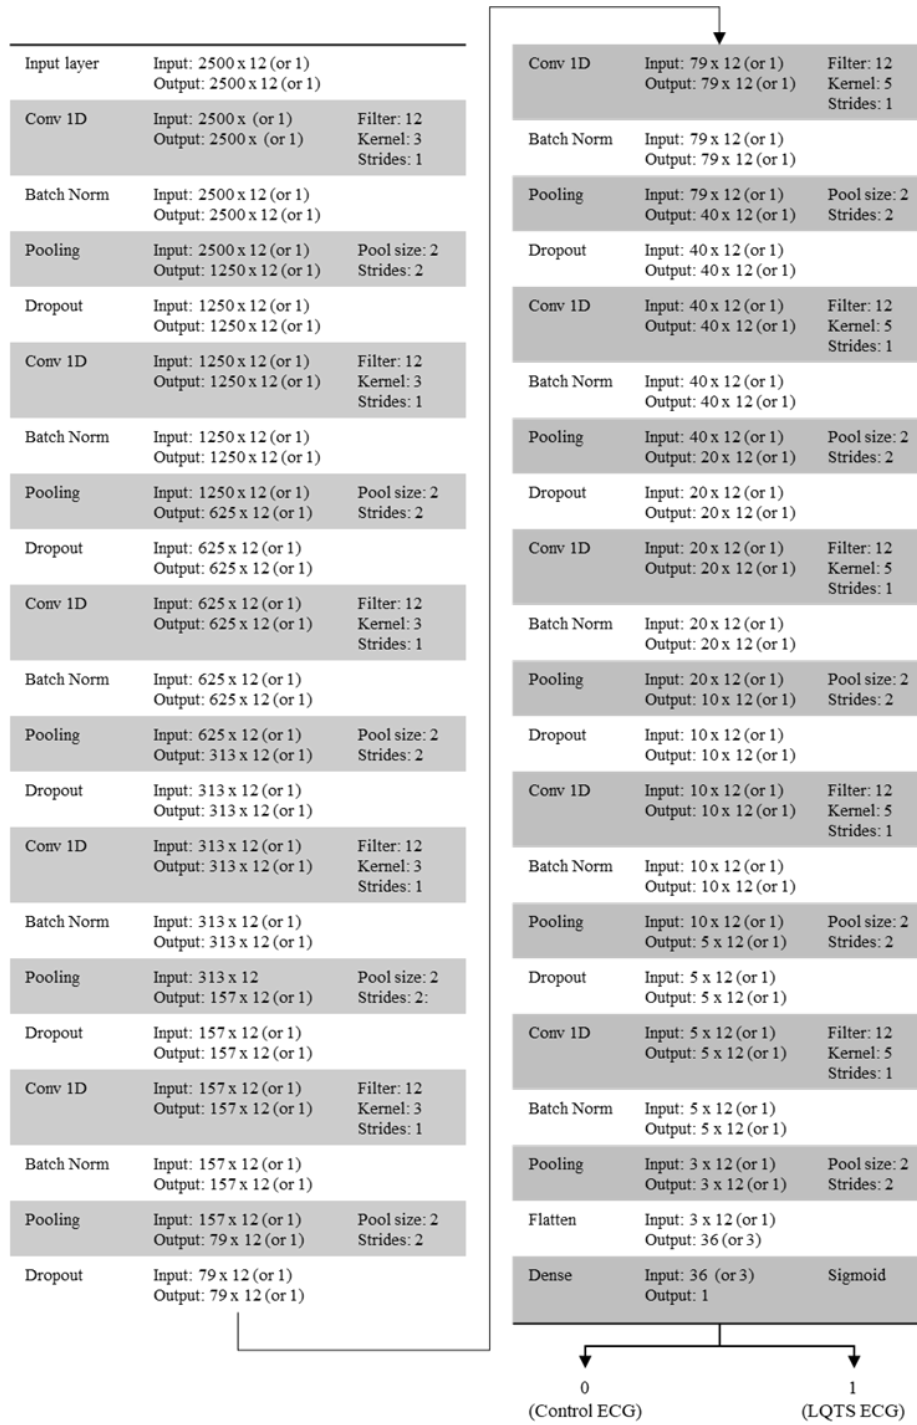 Input layer Input: 2500 x 12 (or 1)
Output: 2500 x 12 (or 1)
Conv 1D Input: 2500 x (or 1) Filter: 12
Output: 2500 x (or 1) Kernel: 3
Strides: 1
Batch Norm Input: 2500 x 12 (or 1)
Output: 2500 x 12 (or 1)
Pooling Input: 2500 x 12 (or 1) Pool size: 2
Output: 1250 x 12 (or 1) Strides: 2
Dropout Input: 1250 x 12 (or 1)
Output: 1250 x 12 (or 1)
Conv 1D Input: 1250 x 12 (or 1) Filter: 12
Output: 1250 x 12 (or 1) Kernel: 3
Strides: 1
Batch Norm Input: 1250 x 12 (or 1)
Output: 1250 x 12 (or 1)
Pooling Input: 1250 x 12 (or 1) Pool size: 2
Output: 625 x 12 (or 1) Strides: 2
Dropout Input: 625 x 12 (or 1)
Output: 625 x 12 (or 1)
Conv 1D Input: 625 x 12 (or 1) Filter: 12
Output: 625 x 12 (or 1) Kernel: 3
Strides: 1
Batch Norm Input: 625 x 12 (or 1)
Output: 625 x 12 (or 1)
Pooling Input: 625 x 12 (or 1) Pool size: 2
Output: 313 x 12 (or 1) Strides: 2
Dropout Input: 313 x 12 (or 1)
Output: 313 x 12 (or 1)
Conv 1D Input: 313 x 12 (or 1) Filter: 12
Output: 313 x 12 (or 1) Kernel: 3
Strides: 1
Batch Norm Input: 313 x 12 (or 1)
Output: 313 x 12 (or 1)
Pooling Input: 313 x 12 Pool size: 2
Output: 157 x 12 (or 1) Strides: 2:
Dropout Input: 157 x 12 (or 1)
Output: 157 x 12 (or 1)
Conv 1D Input: 157 x 12 (or 1) Filter: 12
Output: 157 x 12 (or 1) Kernel: 3
Strides: 1
Batch Norm Input: 157 x 12 (or 1)
Output: 157 x 12 (or 1)
Pooling Input: 157 x 12 (or 1) Pool size: 2
Output: 79 x 12 (or 1) Strides: 2
Dropout Input: 79 x 12 (or 1)
Output: 79 x 12 (or 1)
Conv 1D Input: 79 x 12 (or 1) Filter: 12
Output: 79 x 12 (or 1) Kernel: 5
Strides: 1
Batch Norm Input: 79 x 12 (or 1)
Output: 79 x 12 (or 1)
Pooling Input: 79 x 12 (or 1) Pool size: 2
Output: 40 x 12 (or 1) Strides: 2
Dropout Input: 40 x 12 (or 1)
Output: 40 x 12 (or 1)
Conv 1D Input: 40 x 12 (or 1) Filter: 12
Output: 40 x 12 (or 1) Kernel: 5
Strides: 1
Batch Norm Input: 40 x 12 (or 1)
Output: 40 x 12 (or 1)
Pooling Input: 40 x 12 (or 1) Pool size: 2
Output: 20 x 12 (or 1) Strides: 2
Dropout Input: 20 x 12 (or 1)
Output: 20 x 12 (or 1)
Conv 1D Input: 20 x 12 (or 1) Filter: 12
Output: 20 x 12 (or 1) Kernel: 5
Strides: 1
Batch Norm Input: 20 x 12 (or 1)
Output: 20 x 12 (or 1)
Pooling Input: 20 x 12 (or 1) Pool size: 2
Output: 10 x 12 (or 1) Strides: 2
Dropout Input: 10 x 12 (or 1)
Output: 10 x 12 (or 1)
Conv 1D Input: 10 x 12 (or 1) Filter: 12
Output: 10 x 12 (or 1) Kernel: 5
Strides: 1
Batch Norm Input: 10 x 12 (or 1)
Output: 10 x 12 (or 1)
Pooling Input: 10 x 12 (or 1) Pool size: 2
Output: 5 x 12 (or 1) Strides: 2
Dropout Input: 5 x 12 (or 1)
Output: 5 x 12 (or 1)
Conv 1D Input: 5 x 12 (or 1) Filter: 12
Output: 5 x 12 (or 1) Kernel: 5
Strides: 1
Batch Norm Input: 5 x 12 (or 1)
Output: 5 x 12 (or 1)
Pooling Input: 3 x 12 (or 1) Pool size: 2
Output: 3 x 12 (or 1) Strides: 2
Flatten Input: 3 x 12 (or 1)
Output: 36 (or 3)
Dense Input: 36 (or 3) Sigmoid
Output: 1
0 1
(Control ECG) (LQTS ECG)